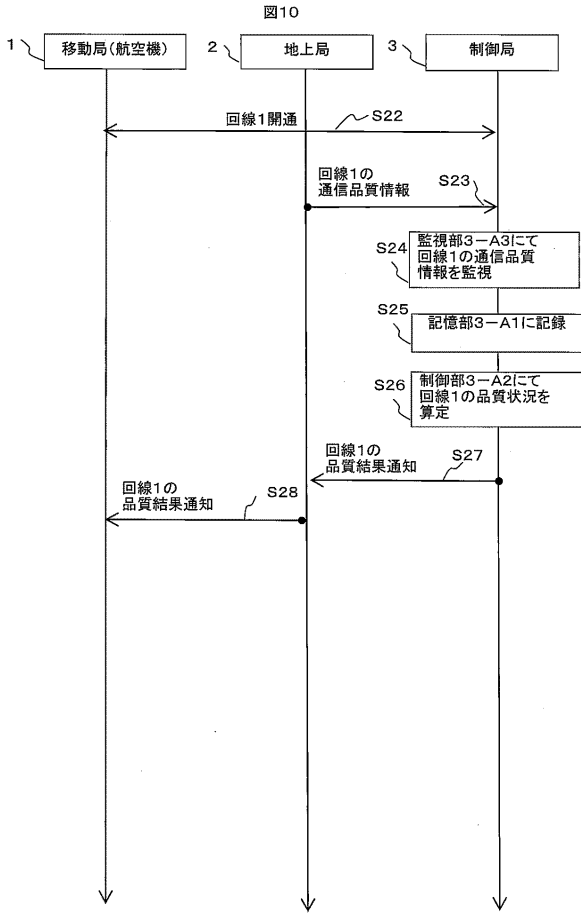 図10
1
移動局(航空機)
2
地上局
3
制御局
回線1開通
S22
回線1の
通信品質情報
S23
S24
監視部3-A3にて
回線1の通信品質
情報を監視
S25
記憶部3-A1に記録
S26
制御部3-A2にて
回線1の品質状況を
算定
回線1の
品質結果通知
S27
回線1の
品質結果通知
S28